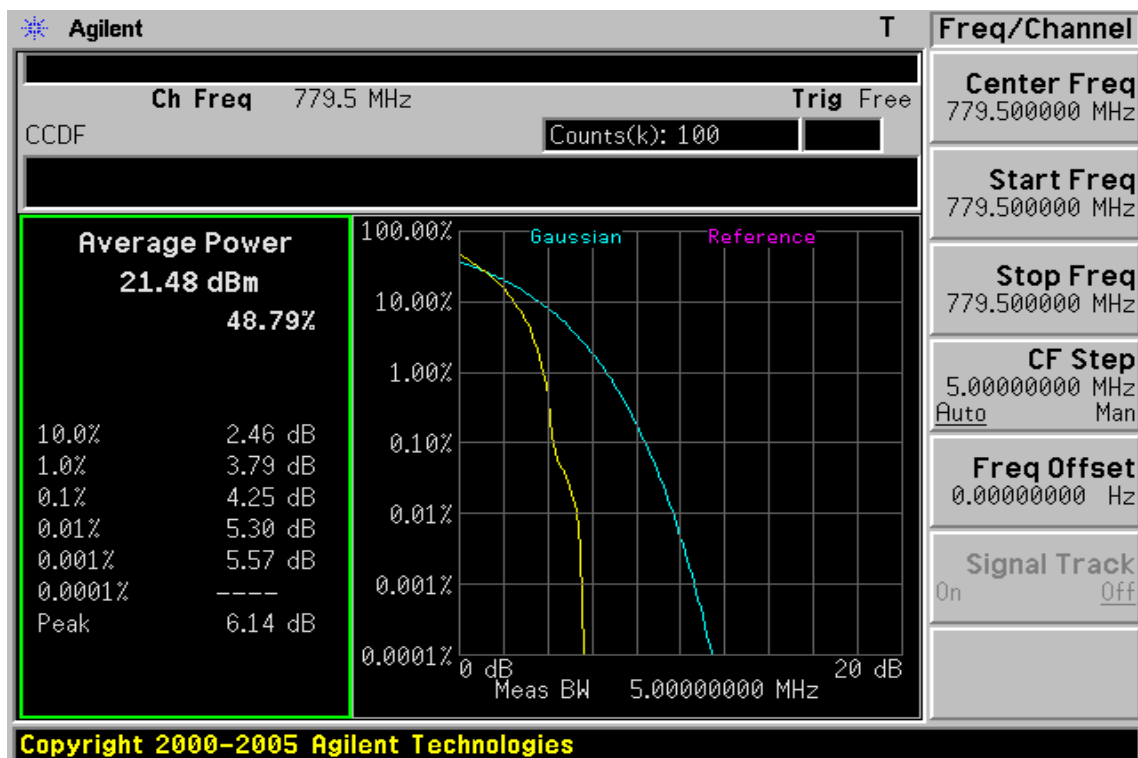 Agilent T
Ch Freq 779.5 MHz Trig Free
CCDF Counts(k): 100
Average Power
21.48 dBm
48.79%
10.0% 2.46 dB
1.0% 3.79 dB
0.1% 4.25 dB
0.01% 5.30 dB
0.001% 5.57 dB
0.0001% ----
Peak 6.14 dB
Gaussian Reference
100.00%
10.00%
1.00%
0.10%
0.01%
0.001%
0.0001%
0 dB 20 dB
Meas BW 5.00000000 MHz
Freq/Channel
Center Freq
779.500000 MHz
Start Freq
779.500000 MHz
Stop Freq
779.500000 MHz
CF Step
5.00000000 MHz
Auto Man
Freq Offset
0.00000000 Hz
Signal Track
On Off
Copyright 2000-2005 Agilent Technologies